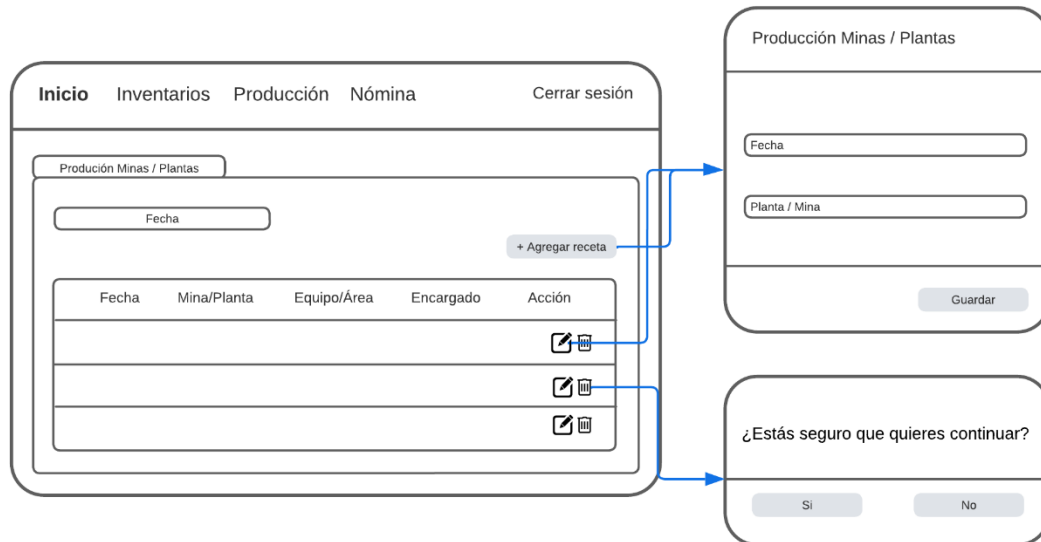 Producción Minas / Plantas
Inicio Inventarios Producción Nómina Cerrar sesión
Produción Minas / Plantas
Fecha
+ Agregar receta
Fecha Mina/Planta Equipo/Área Encargado Acción
Fecha
Planta / Mina
Guardar
¿Estás seguro que quieres continuar?
Si No